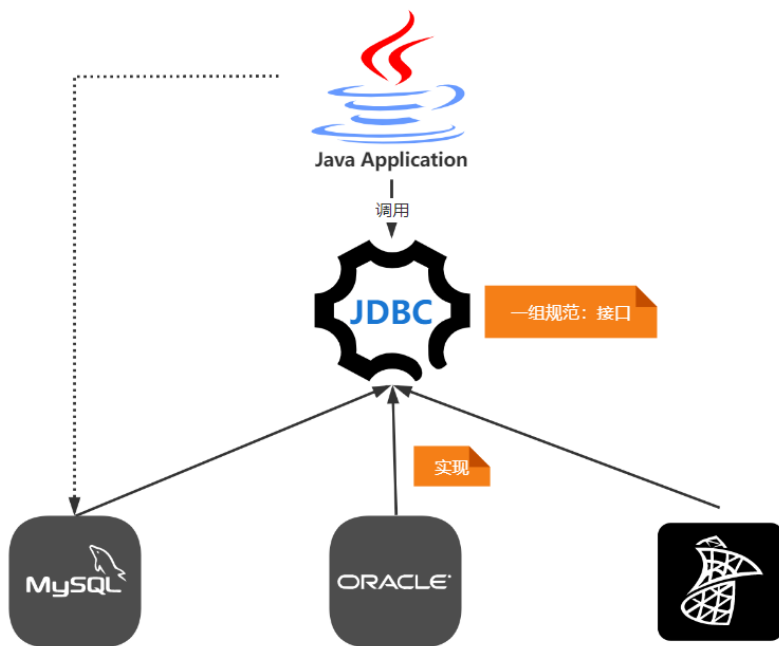 Java Application
调用
JDBC
一组规范：接口
实现
MySQL
ORACLE